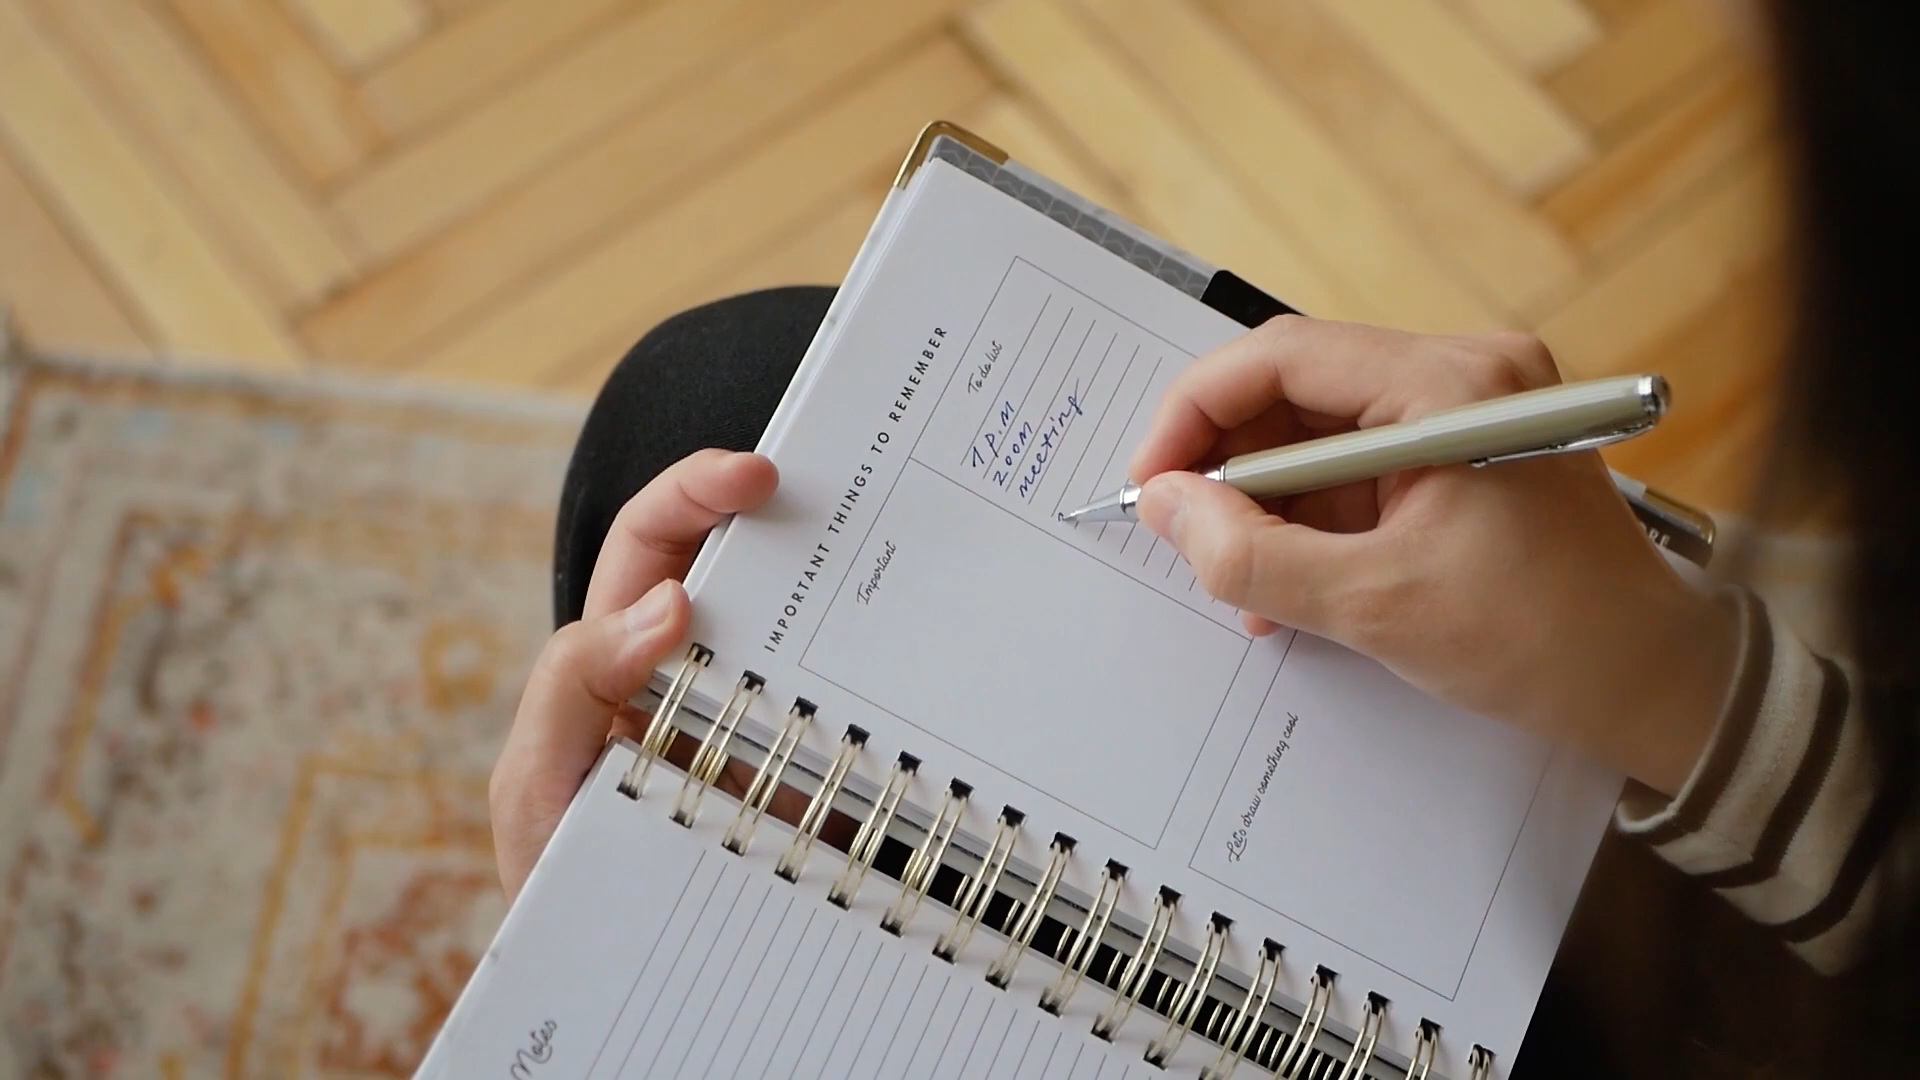 IMPORTANT THINGS TO REMEMBER
To do list
1 P.M
zoom
meeting
Important
Let's draw something cool
Notes